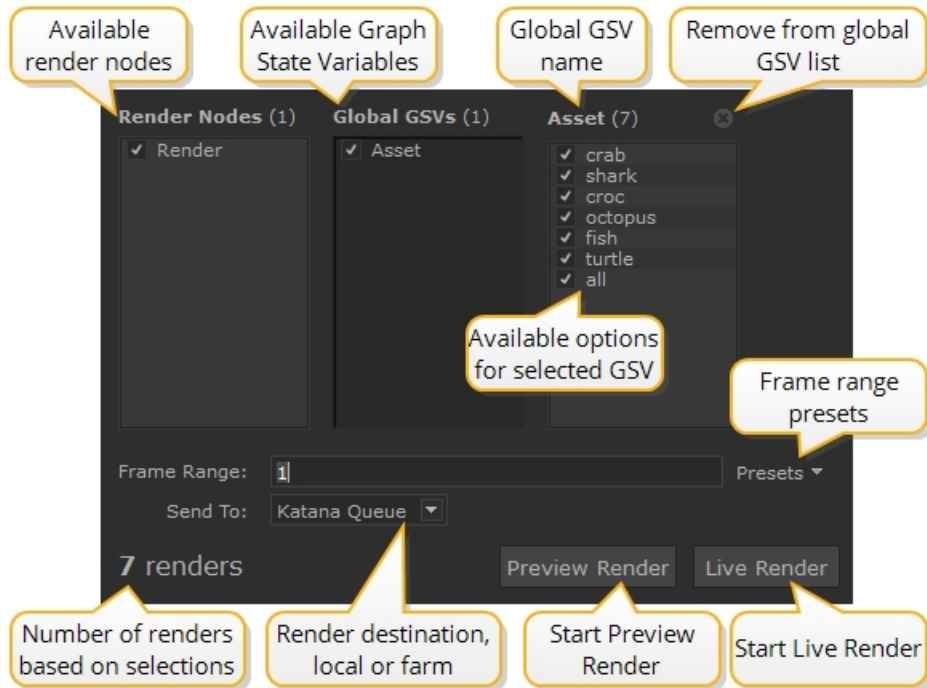 Available
render nodes
Available Graph
State Variables
Global GSV
name
Remove from global
GSV list
Render Nodes (1)
Global GSVs (1)
Asset (7)
Render
Asset
crab
shark
croc
octopus
fish
turtle
all
Available options
for selected GSV
Frame range
presets
Frame Range:
1
Presets
Send To:
Katana Queue
7 renders
Preview Render
Live Render
Number of renders
based on selections
Render destination,
local or farm
Start Preview
Render
Start Live Render